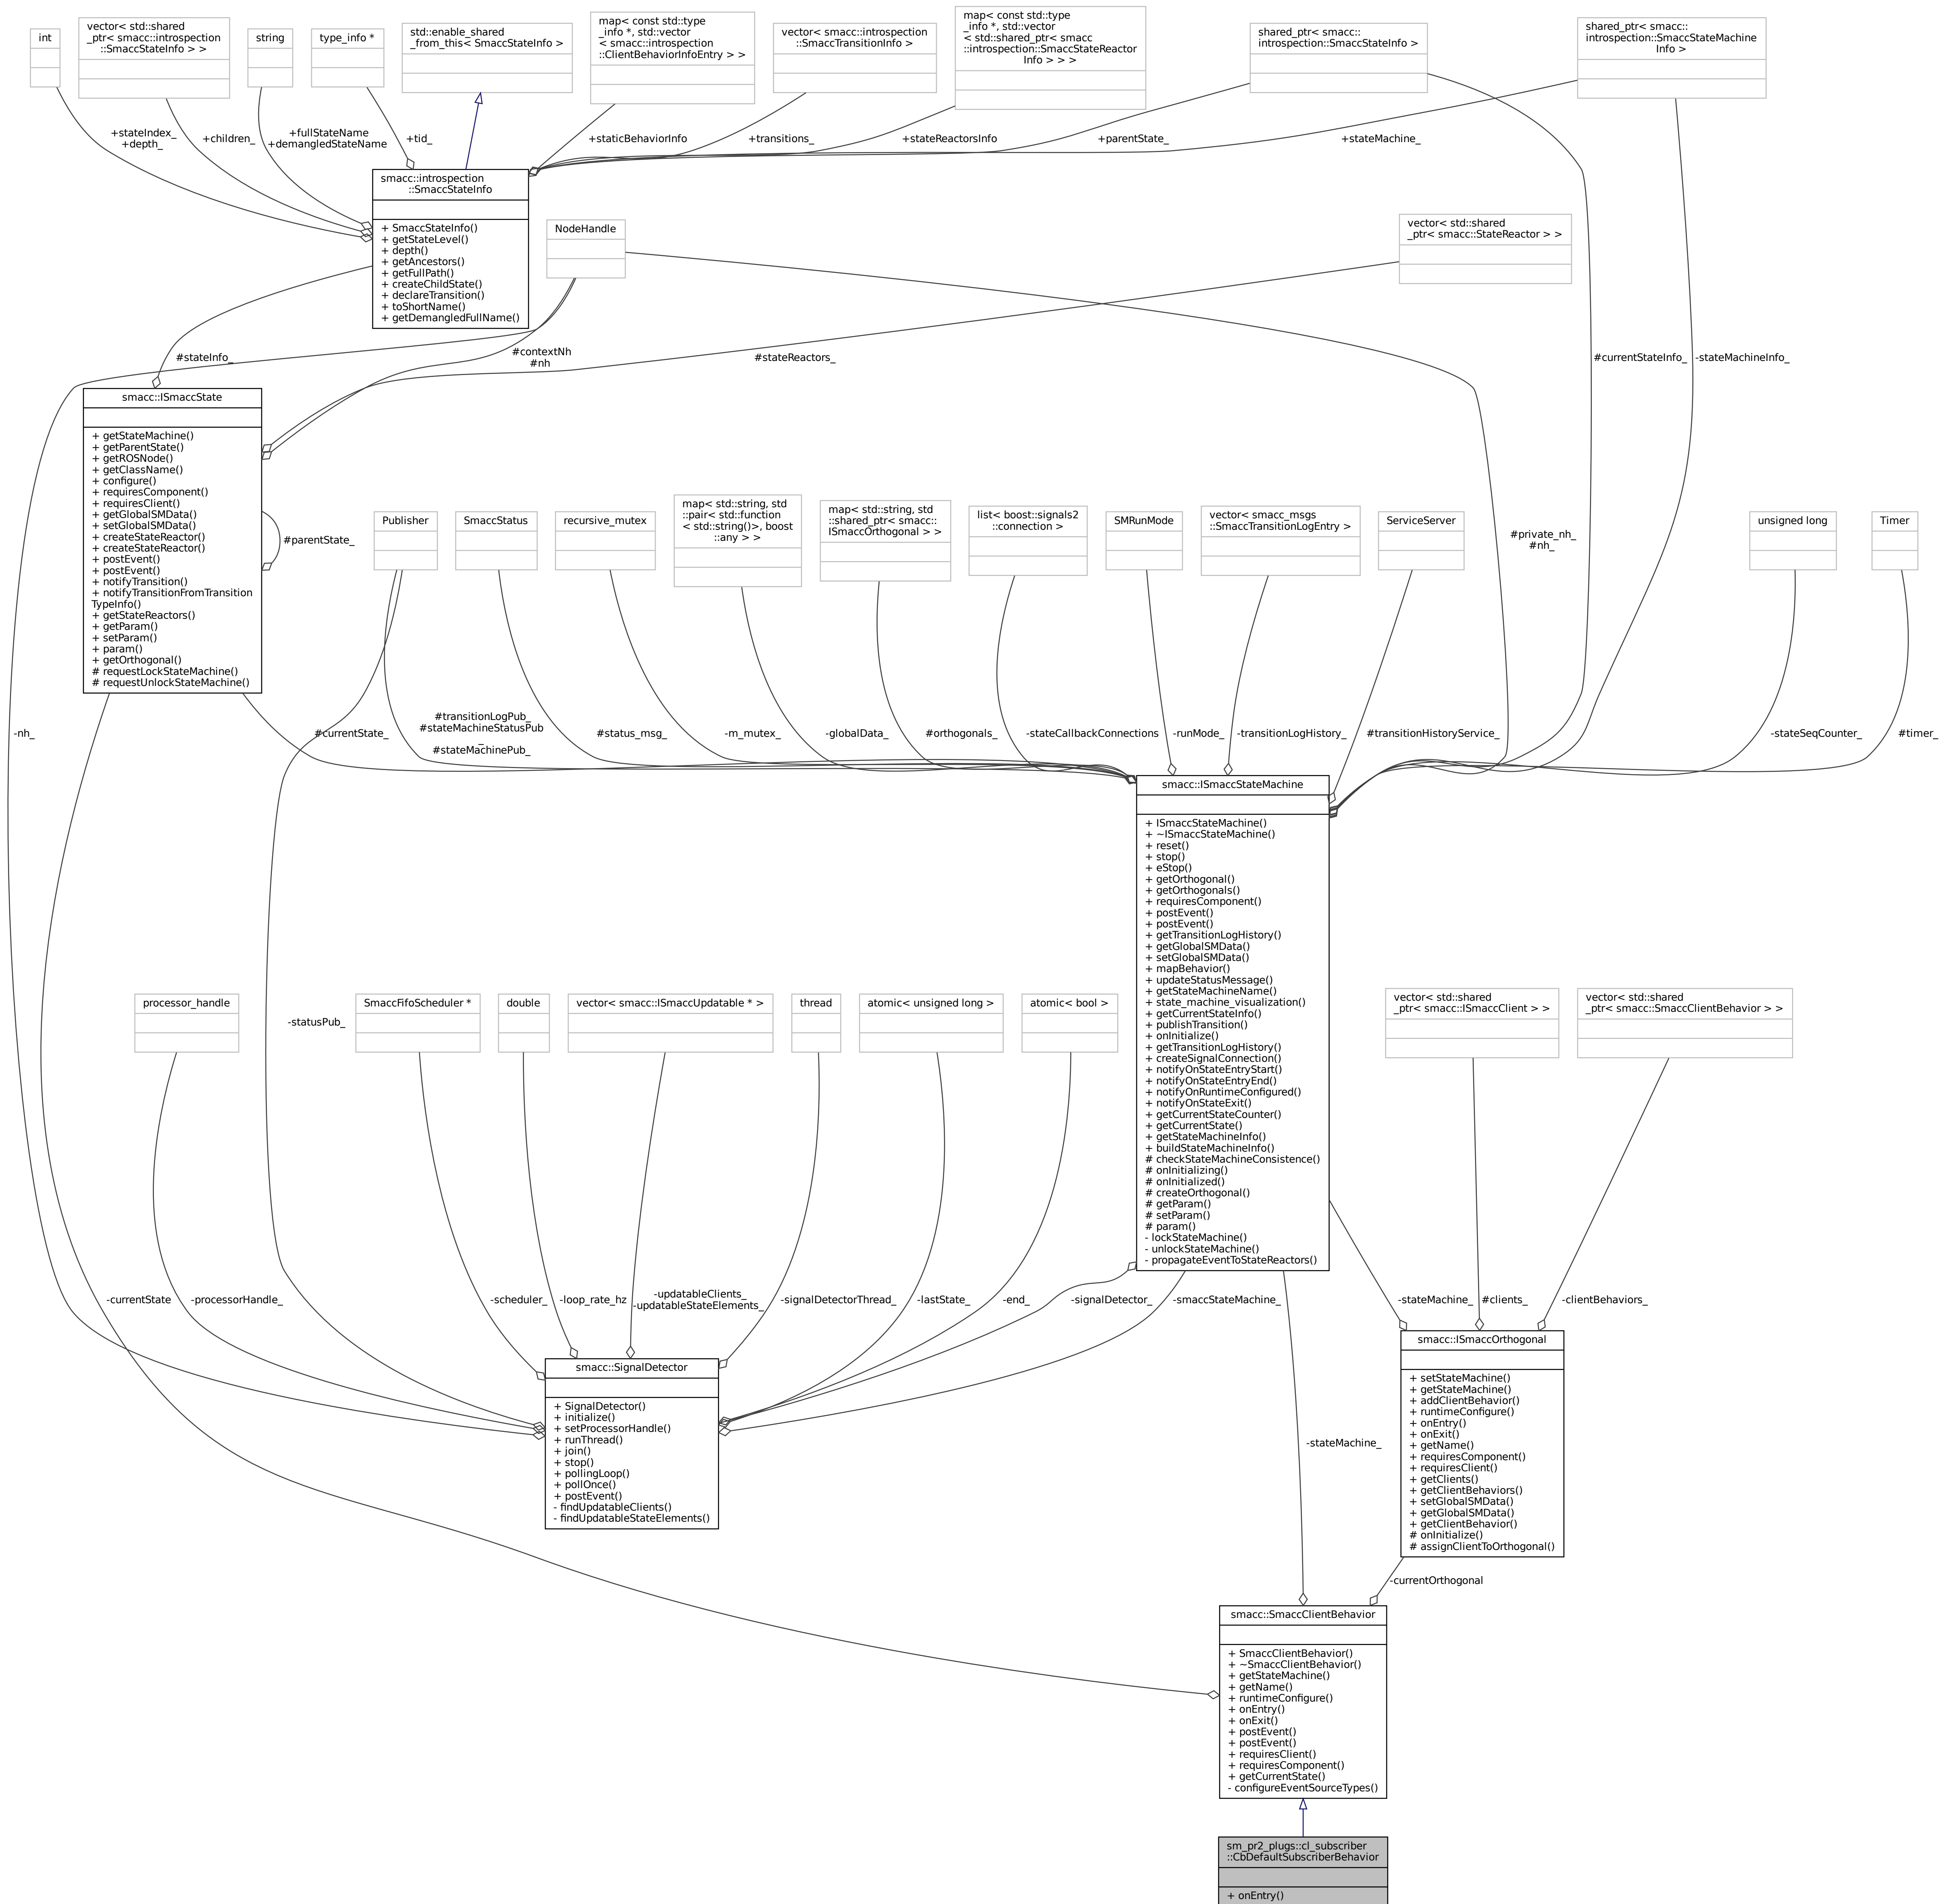 int
vector< std::shared
_ptr< smacc::introspection
::SmaccStateInfo > >
string
type_info *
std::enable_shared
_from_this< SmaccStateInfo >
map< const std::type
_info *, std::vector
< smacc::introspection
::ClientBehaviorInfoEntry > >
vector< smacc::introspection
::SmaccTransitionInfo >
map< const std::type
_info *, std::vector
< std::shared_ptr< smacc
::introspection::SmaccStateReactor
Info > > >
shared_ptr< smacc::
introspection::SmaccStateInfo >
shared_ptr< smacc::
introspection::SmaccStateMachine
Info >
+stateIndex_
+depth_
+children_
+fullStateName
+demangledStateName
+tid_
+staticBehaviorInfo
+transitions_
+stateReactorsInfo
+parentState_
+stateMachine_
smacc::introspection
::SmaccStateInfo
+ SmaccStateInfo()
+ getStateLevel()
+ depth()
+ getAncestors()
+ getFullPath()
+ createChildState()
+ declareTransition()
+ toShortName()
+ getDemangledFullName()
NodeHandle
vector< std::shared
_ptr< smacc::StateReactor > >
#stateInfo_
#contextNh
#nh
#stateReactors_
#currentStateInfo_
-stateMachineInfo_
smacc::ISmaccState
+ getStateMachine()
+ getParentState()
+ getROSNode()
+ getClassName()
+ configure()
+ requiresComponent()
+ requiresClient()
+ getGlobalSMData()
+ setGlobalSMData()
+ createStateReactor()
+ createStateReactor()
+ postEvent()
+ postEvent()
+ notifyTransition()
+ notifyTransitionFromTransition
TypeInfo()
+ getStateReactors()
+ getParam()
+ setParam()
+ param()
+ getOrthogonal()
# requestLockStateMachine()
# requestUnlockStateMachine()
#parentState_
Publisher
SmaccStatus
recursive_mutex
map< std::string, std
::pair< std::function
< std::string()>, boost
::any > >
map< std::string, std
::shared_ptr< smacc::
ISmaccOrthogonal > >
list< boost::signals2
::connection >
SMRunMode
vector< smacc_msgs
::SmaccTransitionLogEntry >
ServiceServer
#private_nh_
#nh_
unsigned long
Timer
-nh_
#currentState_
#transitionLogPub_
#stateMachineStatusPub
_
#stateMachinePub_
#status_msg_
-m_mutex_
-globalData_
#orthogonals_
-stateCallbackConnections
-runMode_
-transitionLogHistory_
#transitionHistoryService_
-stateSeqCounter_
#timer_
smacc::ISmaccStateMachine
+ ISmaccStateMachine()
+ ~ISmaccStateMachine()
+ reset()
+ stop()
+ eStop()
+ getOrthogonal()
+ getOrthogonals()
+ requiresComponent()
+ postEvent()
+ postEvent()
+ getTransitionLogHistory()
+ getGlobalSMData()
+ setGlobalSMData()
+ mapBehavior()
+ updateStatusMessage()
+ getStateMachineName()
+ state_machine_visualization()
+ getCurrentStateInfo()
+ publishTransition()
+ onInitialize()
+ getTransitionLogHistory()
+ createSignalConnection()
+ notifyOnStateEntryStart()
+ notifyOnStateEntryEnd()
+ notifyOnRuntimeConfigured()
+ notifyOnStateExit()
+ getCurrentStateCounter()
+ getCurrentState()
+ getStateMachineInfo()
+ buildStateMachineInfo()
# checkStateMachineConsistence()
# onInitializing()
# onInitialized()
# createOrthogonal()
# getParam()
# setParam()
# param()
- lockStateMachine()
- unlockStateMachine()
- propagateEventToStateReactors()
processor_handle
-statusPub_
SmaccFifoScheduler *
double
vector< smacc::ISmaccUpdatable * >
thread
atomic< unsigned long >
atomic< bool >
vector< std::shared
_ptr< smacc::ISmaccClient > >
vector< std::shared
_ptr< smacc::SmaccClientBehavior > >
-currentState
-processorHandle_
-scheduler_
-loop_rate_hz
-updatableClients_
-updatableStateElements_
-signalDetectorThread_
-lastState_
-end_
-signalDetector_
-smaccStateMachine_
-stateMachine_
#clients_
-clientBehaviors_
smacc::SignalDetector
+ SignalDetector()
+ initialize()
+ setProcessorHandle()
+ runThread()
+ join()
+ stop()
+ pollingLoop()
+ pollOnce()
+ postEvent()
- findUpdatableClients()
- findUpdatableStateElements()
smacc::ISmaccOrthogonal
+ setStateMachine()
+ getStateMachine()
+ addClientBehavior()
+ runtimeConfigure()
+ onEntry()
+ onExit()
+ getName()
+ requiresComponent()
+ requiresClient()
+ getClients()
+ getClientBehaviors()
+ setGlobalSMData()
+ getGlobalSMData()
+ getClientBehavior()
# onInitialize()
# assignClientToOrthogonal()
-stateMachine_
-currentOrthogonal
smacc::SmaccClientBehavior
+ SmaccClientBehavior()
+ ~SmaccClientBehavior()
+ getStateMachine()
+ getName()
+ runtimeConfigure()
+ onEntry()
+ onExit()
+ postEvent()
+ postEvent()
+ requiresClient()
+ requiresComponent()
+ getCurrentState()
- configureEventSourceTypes()
sm_pr2_plugs::cl_subscriber
::CbDefaultSubscriberBehavior
+ onEntry()